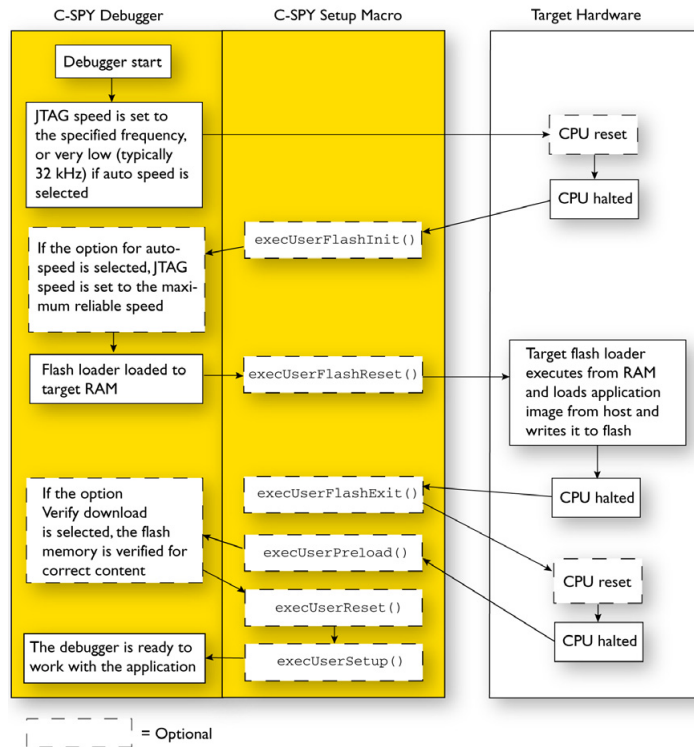 C-SPY Debugger
C-SPY Setup Macro
Target Hardware
Debugger start
JTAG speed is set to
the specified frequency,
or very low (typically
32 kHz) if auto speed is
selected
CPU reset
CPU halted
execUserFlashInit()
If the option for auto-
speed is selected, JTAG
speed is set to the maxi-
mum reliable speed
Flash loader loaded to
target RAM
execUserFlashReset()
Target flash loader
executes from RAM
and loads application
image from host and
writes it to flash
CPU halted
execUserFlashExit()
If the option
Verify download
is selected, the flash
memory is verified for
correct content
execUserPreload()
CPU reset
execUserReset()
CPU halted
The debugger is ready to
work with the application
execUserSetup()
= Optional